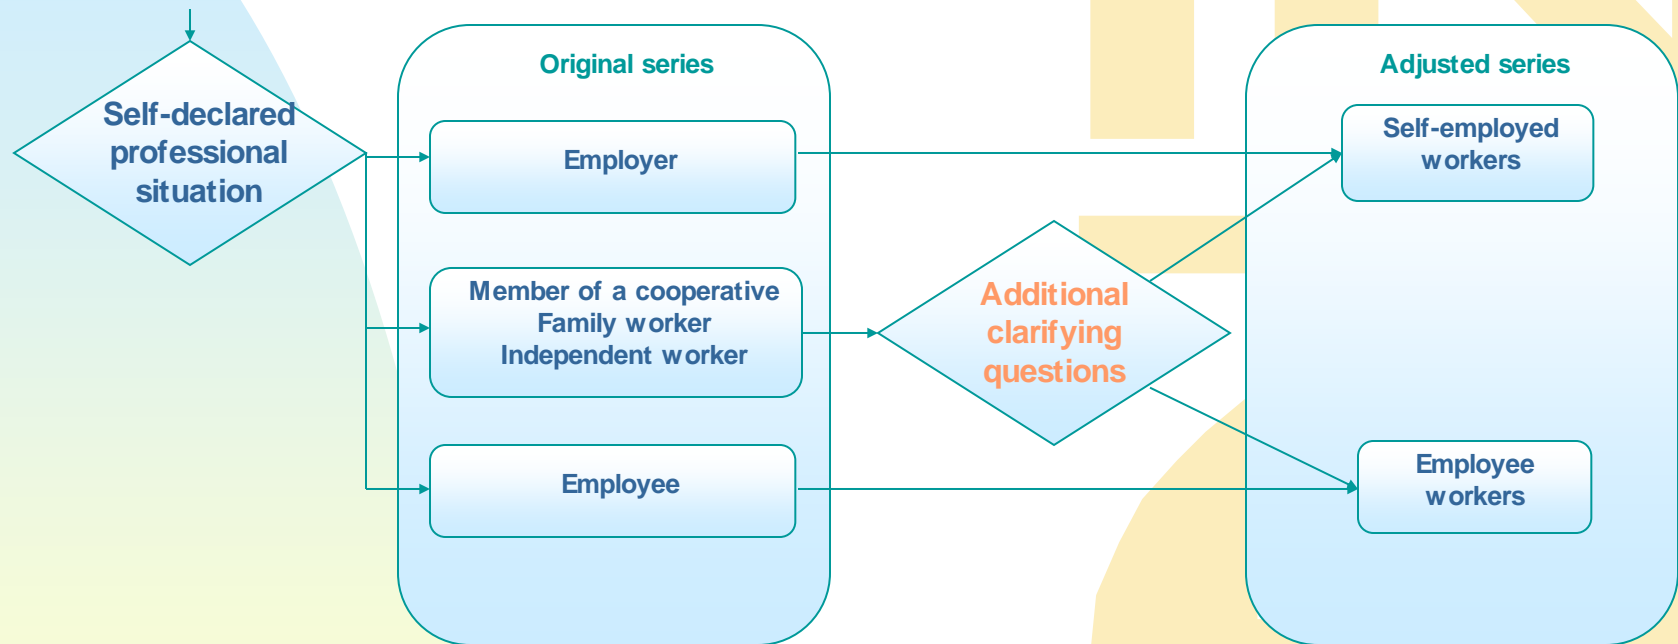 Self-declared
professional
situation
Original series
Employer
Member of a cooperative
Family worker
Independent worker
Employee
Additional
clarifying
questions
Adjusted series
Self-employed
workers
Employee
workers